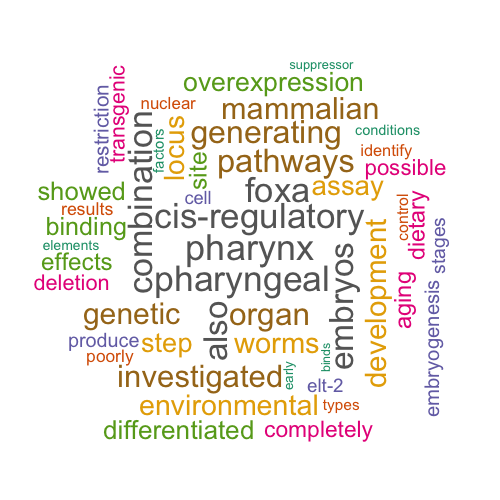 suppressor
overexpression
restriction
transgenic
nuclear
mammalian
factors
locus
generating
conditions
combination
site
pathways
identify
possible
showed
cell
foxa
assay
results
binding
cis-regulatory
control
dietary
elements
pharynx
effects
pharyngeal
embryos
development
stages
deletion
aging
embryogenesis
genetic
also
organ
produce
step
worms
poorly
binds
early
investigated
elt-2
environmental
types
differentiated
completely